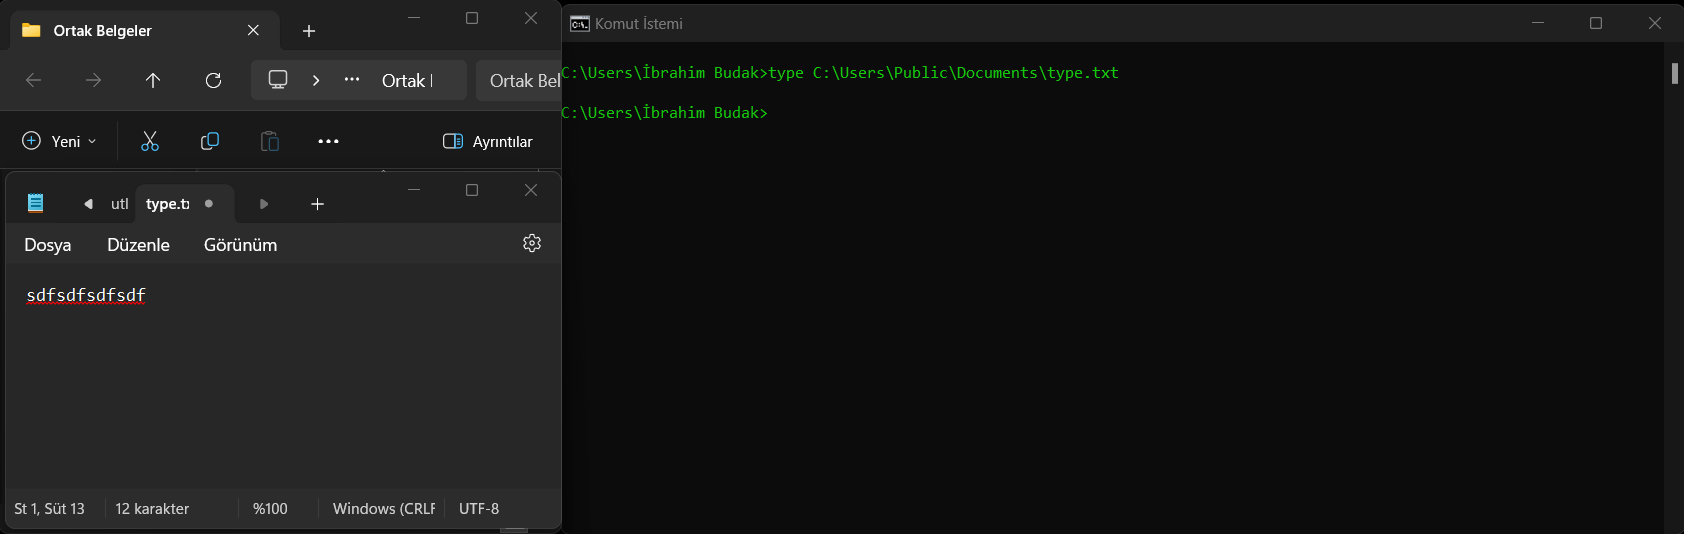 Ortak Belgeler
Ortak
Ortak Bel
Yeni
Ayrıntılar
utl
type.tx
Dosya Düzenle Görünüm
sdfsdfsdfsdf
St 1, Süt 13 12 karakter %100 Windows (CRLF UTF-8
Komut İstemi
C:\Users\İbrahim Budak>type C:\Users\Public\Documents\type.txt
C:\Users\İbrahim Budak>